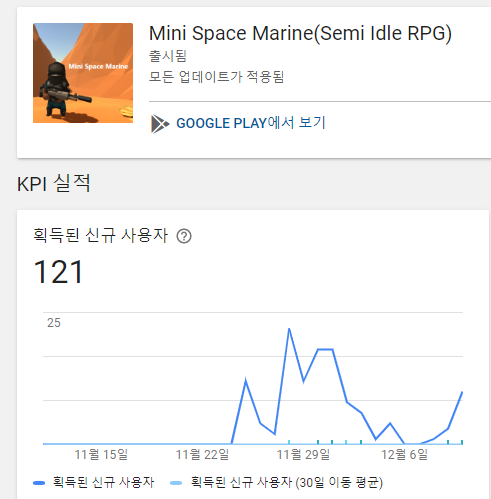 Mini Space Marine(Semi Idle RPG)
출시됨
Mini Space Marine
모든 업데이트가 적용됨
GOOGLE PLAY에서 보기
KPI 실적
획득된 신규 사용자
121
25
11월 15일 11월 22일 11월 29일 12월 6일
획득된 신규 사용자 획득된 신규 사용자 (30일 이동 평균)